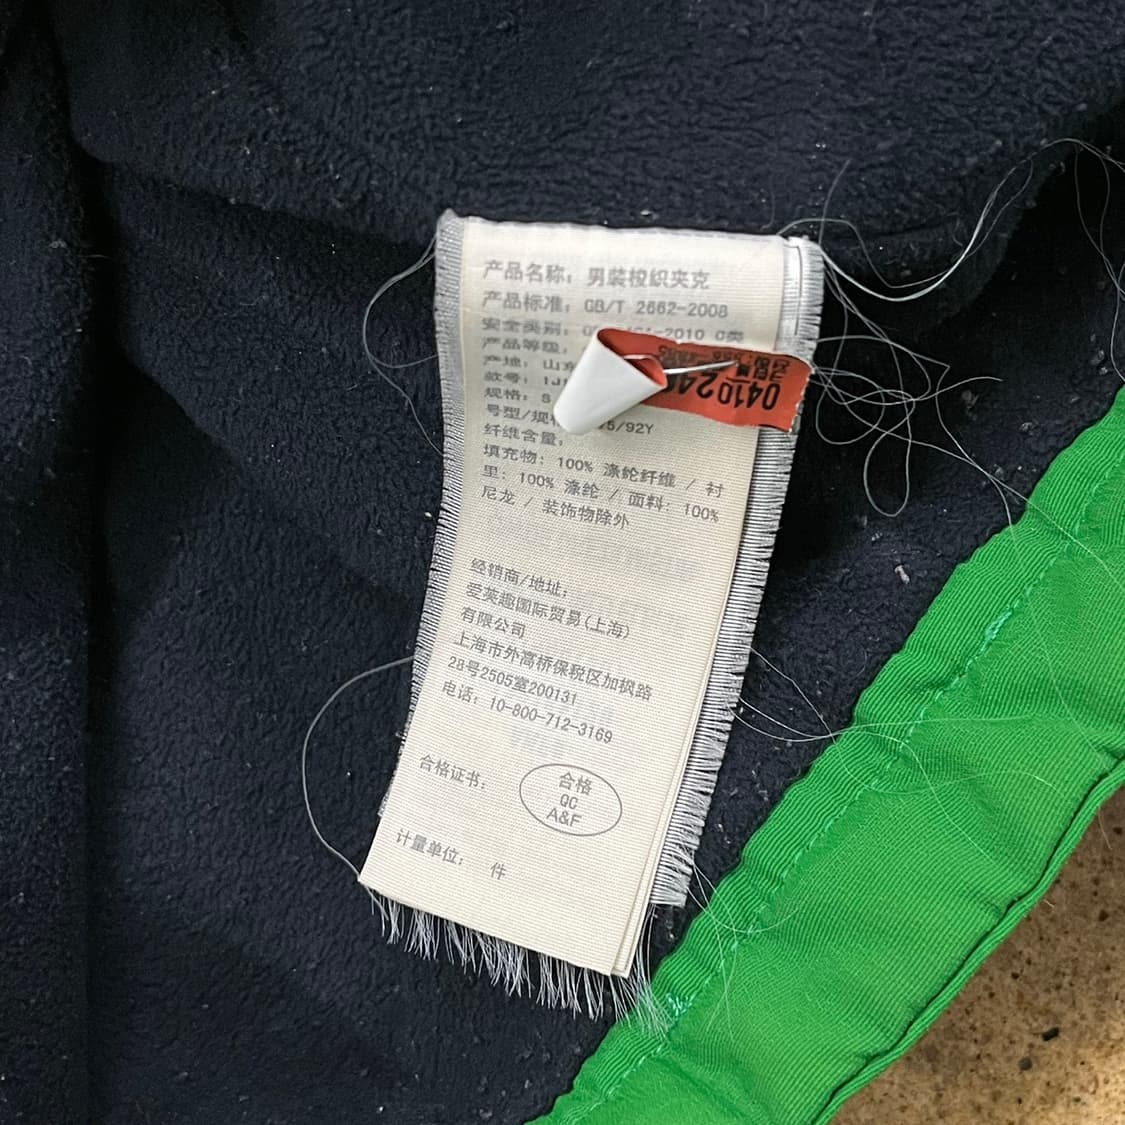 产品名称: 男装梭织夹克
产品标准: GB/T 2662-2008
安全类别: -2010 C类
产品等级:
产地: 山东
款号:
规格: S
号型/规格 5/92Y
纤维含量:
填充物: 100% 涤纶纤维 / 衬
里: 100% 涤纶 / 面料: 100%
尼龙 / 装饰物除外
经销商/地址:
爱芙趣国际贸易(上海)
有限公司
上海市外高桥保税区加枫路
28号2505室200131
电话: 10-800-712-3169
合格证书:
合格
QC
A&F
计量单位: 件